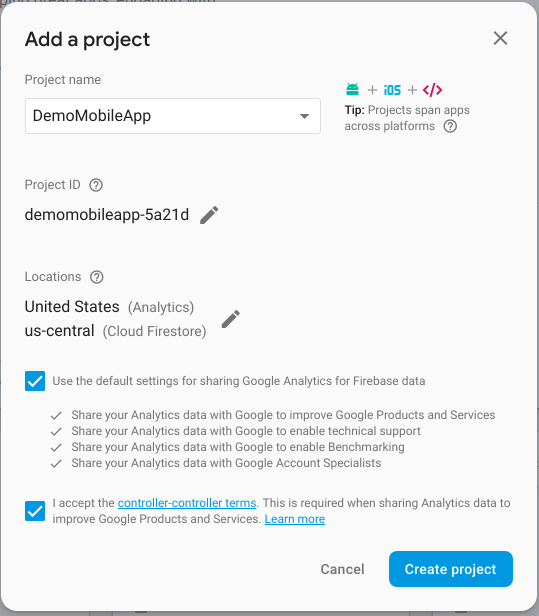 Add a project
Project name
DemoMobileApp
+ iOS + </>
Tip: Projects span apps
across platforms
Project ID
demomobileapp-5a21d
Locations
United States (Analytics)
us-central (Cloud Firestore)
Use the default settings for sharing Google Analytics for Firebase data
Share your Analytics data with Google to improve Google Products and Services
Share your Analytics data with Google to enable technical support
Share your Analytics data with Google to enable Benchmarking
Share your Analytics data with Google Account Specialists
I accept the controller-controller terms. This is required when sharing Analytics data to
improve Google Products and Services. Learn more
Cancel
Create project